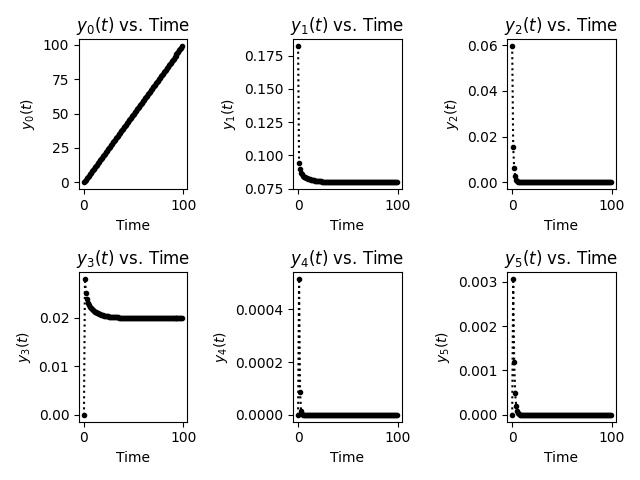 y₀(t) vs. Time
y₁(t) vs. Time
y₂(t) vs. Time
y₀(t)
100
75
50
25
0
0
100
Time
y₁(t)
0.175
0.150
0.125
0.100
0.075
0
100
Time
y₂(t)
0.06
0.04
0.02
0.00
0
100
Time
y₃(t) vs. Time
y₄(t) vs. Time
y₅(t) vs. Time
y₃(t)
0.02
0.01
0.00
0
100
Time
y₄(t)
0.0004
0.0002
0.0000
0
100
Time
y₅(t)
0.003
0.002
0.001
0.000
0
100
Time